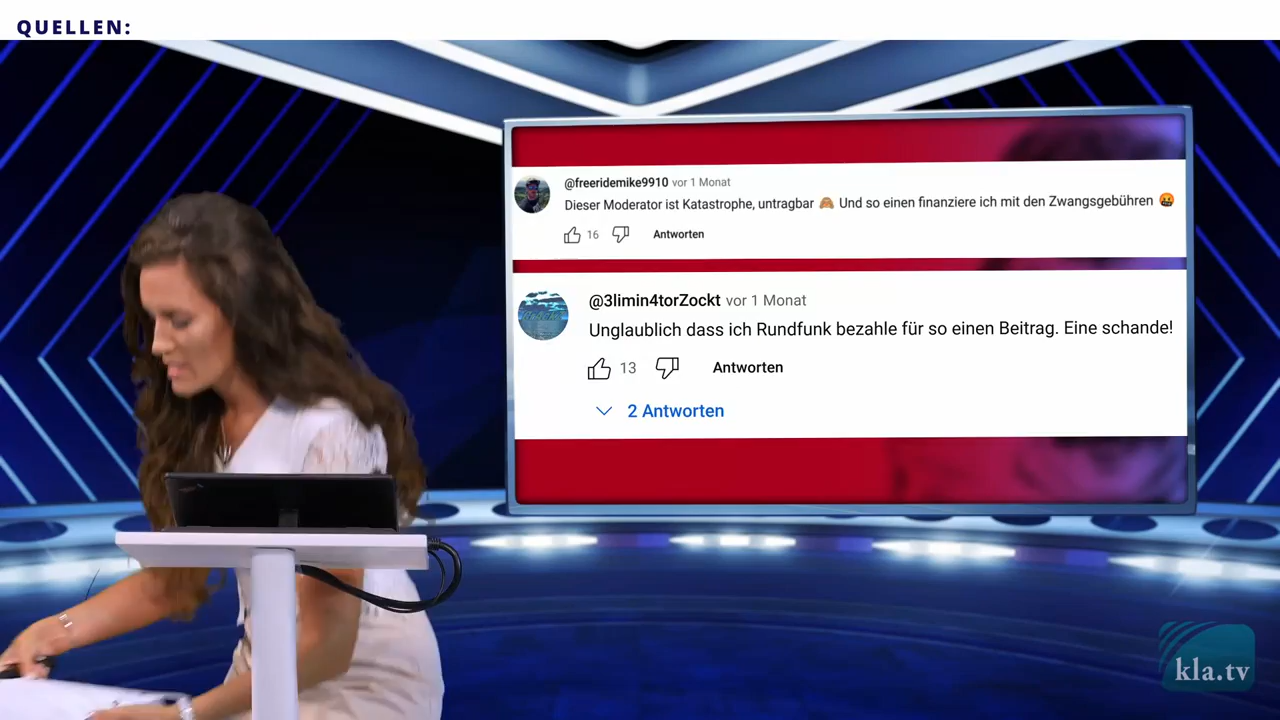 QUELLEN:
@freeridemike9910 vor 1 Monat
Dieser Moderator ist Katastrophe, untragbar 🙈 Und so einen finanziere ich mit den Zwangsgebühren 🤬
16 Antworten
@3limin4torZockt vor 1 Monat
Unglaublich dass ich Rundfunk bezahle für so einen Beitrag. Eine schande!
13 Antworten
2 Antworten
kla.tv